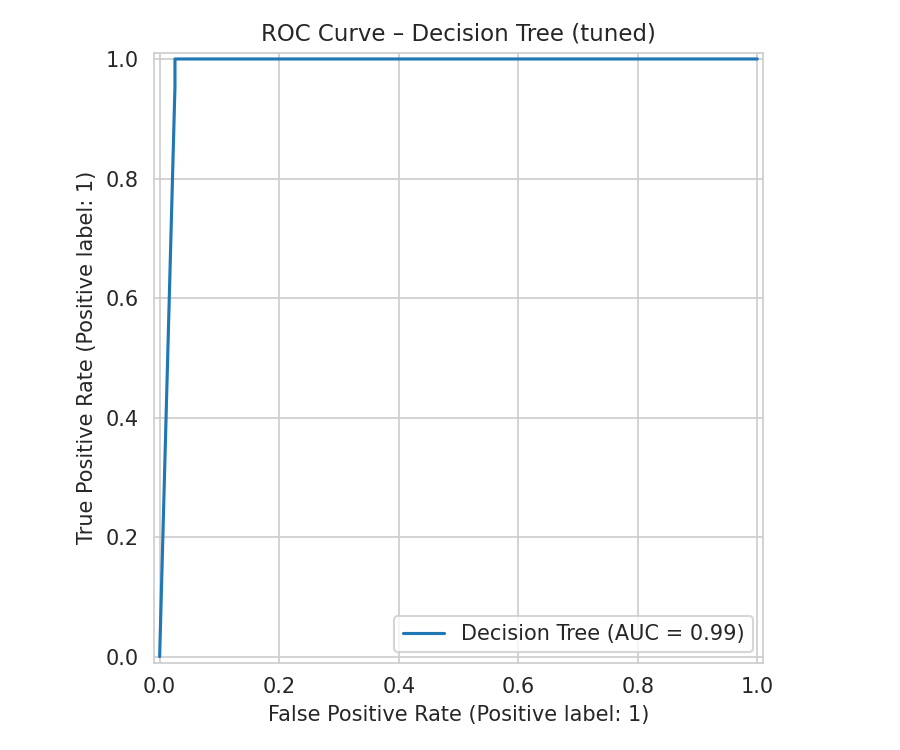 ROC Curve – Decision Tree (tuned)
True Positive Rate (Positive label: 1)
1.0
0.8
0.6
0.4
0.2
0.0
Decision Tree (AUC = 0.99)
0.0 0.2 0.4 0.6 0.8 1.0
False Positive Rate (Positive label: 1)